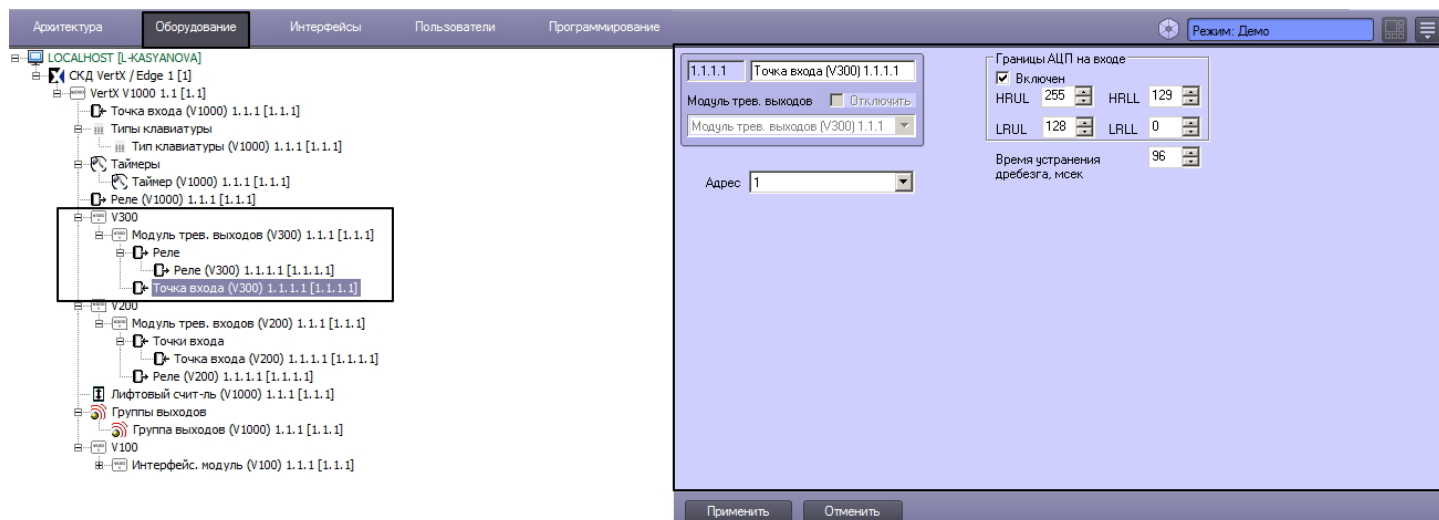 Архитектура Оборудование Интерфейсы Пользователи Программирование Режим: Демо
LOCALHOST [L-KASYANOVA]
СКД VertX / Edge 1 [1]
VertX V1000 1.1 [1.1]
Точка входа (V1000) 1.1.1 [1.1.1]
Типы клавиатуры
Тип клавиатуры (V1000) 1.1.1 [1.1.1]
Таймеры
Таймер (V1000) 1.1.1 [1.1.1]
Реле (V1000) 1.1.1 [1.1.1]
V300
Модуль трев. выходов (V300) 1.1.1 [1.1.1]
Реле
Реле (V300) 1.1.1.1 [1.1.1.1]
Точка входа (V300) 1.1.1.1 [1.1.1.1]
V200
Модуль трев. входов (V200) 1.1.1 [1.1.1]
Точки входа
Точка входа (V200) 1.1.1.1 [1.1.1.1]
Реле (V200) 1.1.1.1 [1.1.1.1]
Лифтовый счит-ль (V1000) 1.1.1 [1.1.1]
Группы выходов
Группа выходов (V1000) 1.1.1 [1.1.1]
V100
Интерфейс. модуль (V100) 1.1.1 [1.1.1]
1.1.1.1 Точка входа (V300) 1.1.1.1
Модуль трев. выходов Отключить
Модуль трев. выходов (V300) 1.1.1
Адрес 1
Границы АЦП на входе
Включен
HRUL 255 HRLL 129
LRUL 128 LRLL 0
Время устранения 96
дребезга, мсек
Применить Отменить